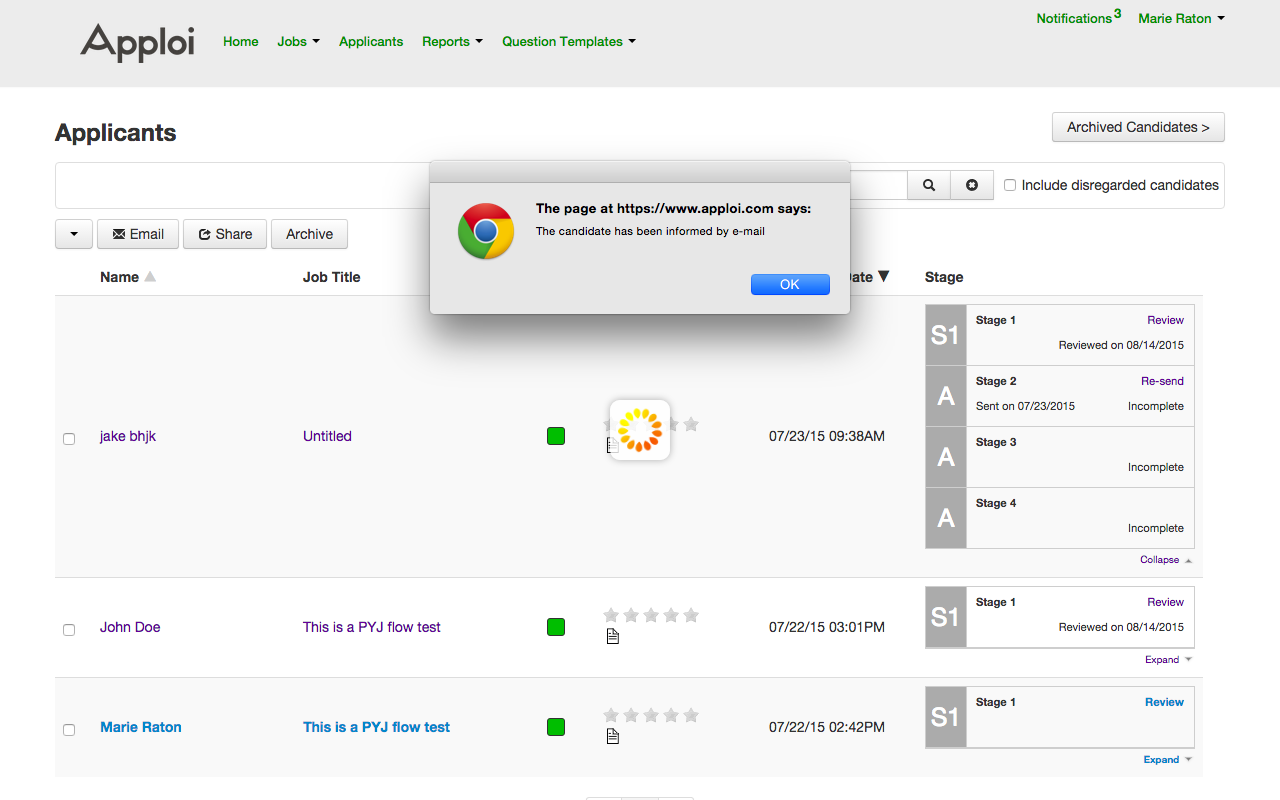 Notifications 3 Marie Raton
Apploi Home Jobs Applicants Reports Question Templates
Applicants Archived Candidates >
Include disregarded candidates
The page at https://www.apploi.com says:
The candidate has been informed by e-mail
OK
Email Share Archive
Name Job Title ate Stage
jake bhjk Untitled 07/23/15 09:38AM
S1 Stage 1 Review
Reviewed on 08/14/2015
A Stage 2 Re-send
Sent on 07/23/2015 Incomplete
A Stage 3
Incomplete
A Stage 4
Incomplete
Collapse
John Doe This is a PYJ flow test 07/22/15 03:01PM
S1 Stage 1 Review
Reviewed on 08/14/2015
Expand
Marie Raton This is a PYJ flow test 07/22/15 02:42PM
S1 Stage 1 Review
Expand